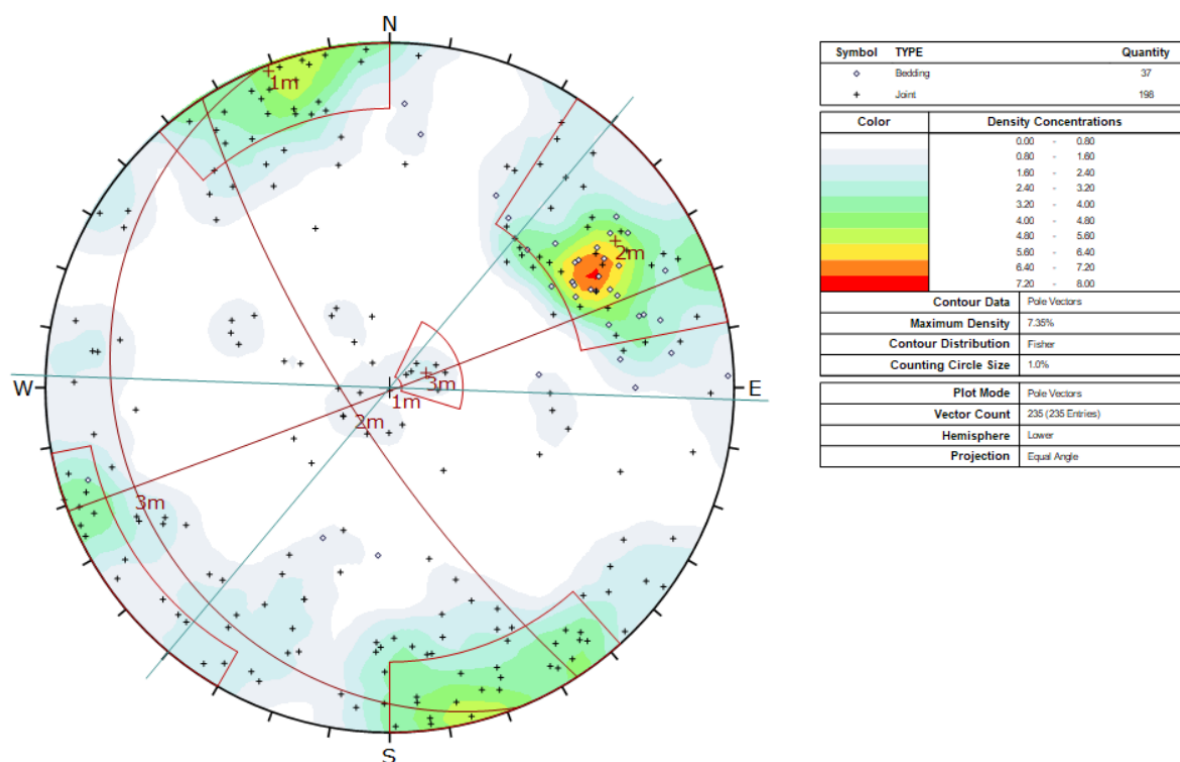 N
1m
2m
3m
W
E
1m
2m
3m
S
Symbol TYPE Quantity
Bedding 37
Joint 198
Color Density Concentrations
0.00 - 0.80
0.80 - 1.60
1.60 - 2.40
2.40 - 3.20
3.20 - 4.00
4.00 - 4.80
4.80 - 5.60
5.60 - 6.40
6.40 - 7.20
7.20 - 8.00
Contour Data Pole Vectors
Maximum Density 7.35%
Contour Distribution Fisher
Counting Circle Size 1.0%
Plot Mode Pole Vectors
Vector Count 235 (235 Entries)
Hemisphere Lower
Projection Equal Angle